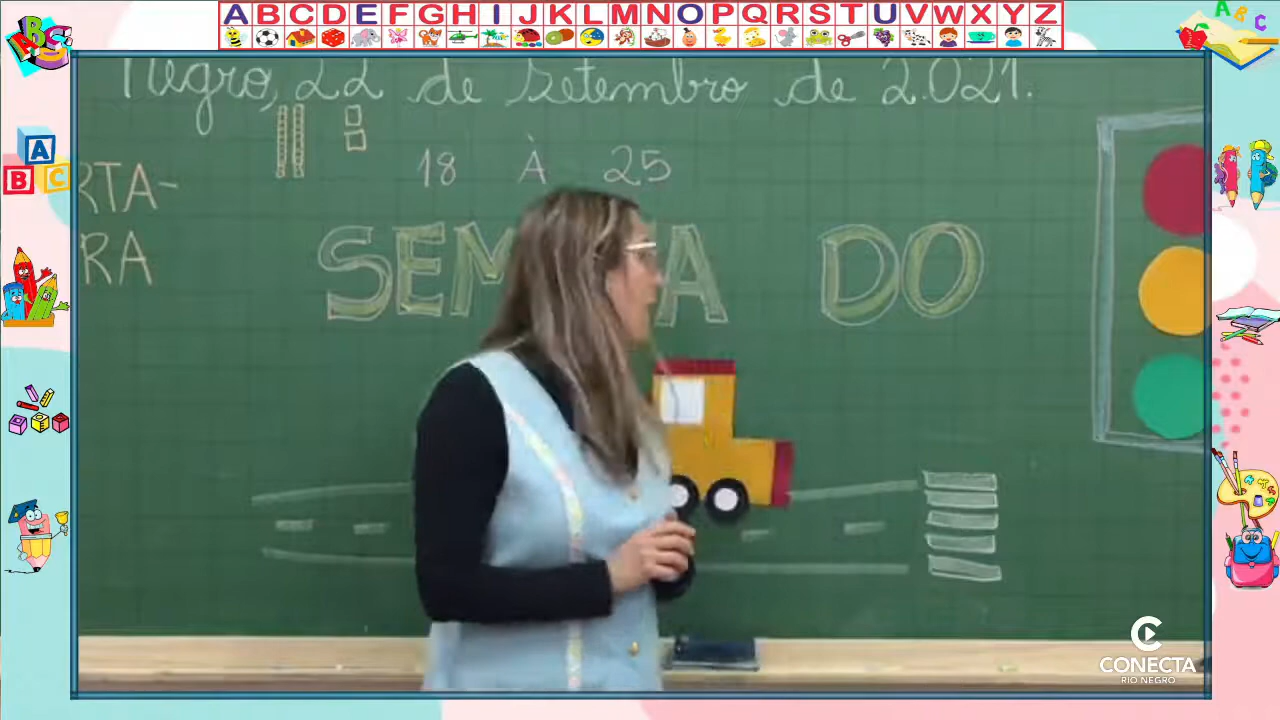 A B C D E F G H I J K L M N O P Q R S T U V W X Y Z
Negro, 22 de Setembro de 2.021.
18 À 25
RTA-
RA
SEM A DO
A
B C
CONECTA
RIO NEGRO